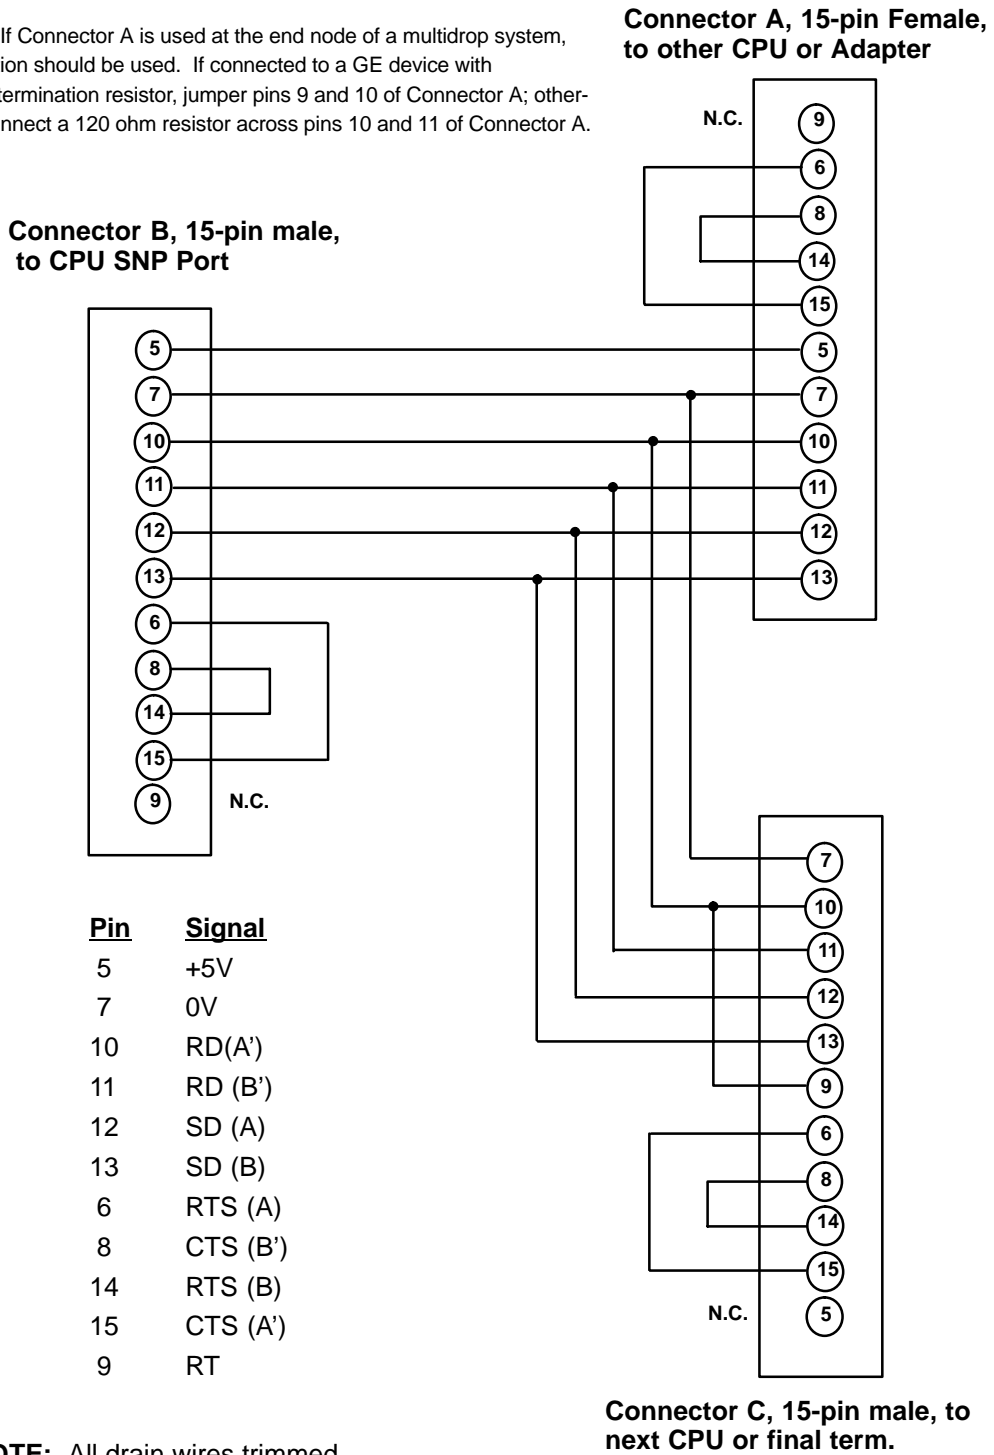 If Connector A is used at the end node of a multidrop system,
should be used. If connected to a GE device with
termination resistor, jumper pins 9 and 10 of Connector A; other-
a 120 ohm resistor across pins 10 and 11 of Connector A.
Connector A, 15-pin Female,
to other CPU or Adapter
N.C.
9
6
8
14
15
5
7
10
11
12
13
Connector B, 15-pin male,
to CPU SNP Port
5
7
10
11
12
13
6
8
14
15
9
N.C.
7
10
11
12
13
9
6
8
14
15
N.C.
5
Pin Signal
5 +5V
7 0V
10 RD(A’)
11 RD (B’)
12 SD (A)
13 SD (B)
6 RTS (A)
8 CTS (B’)
14 RTS (B)
15 CTS (A’)
9 RT
Connector C, 15-pin male, to
next CPU or final term.
All drain wires trimmed